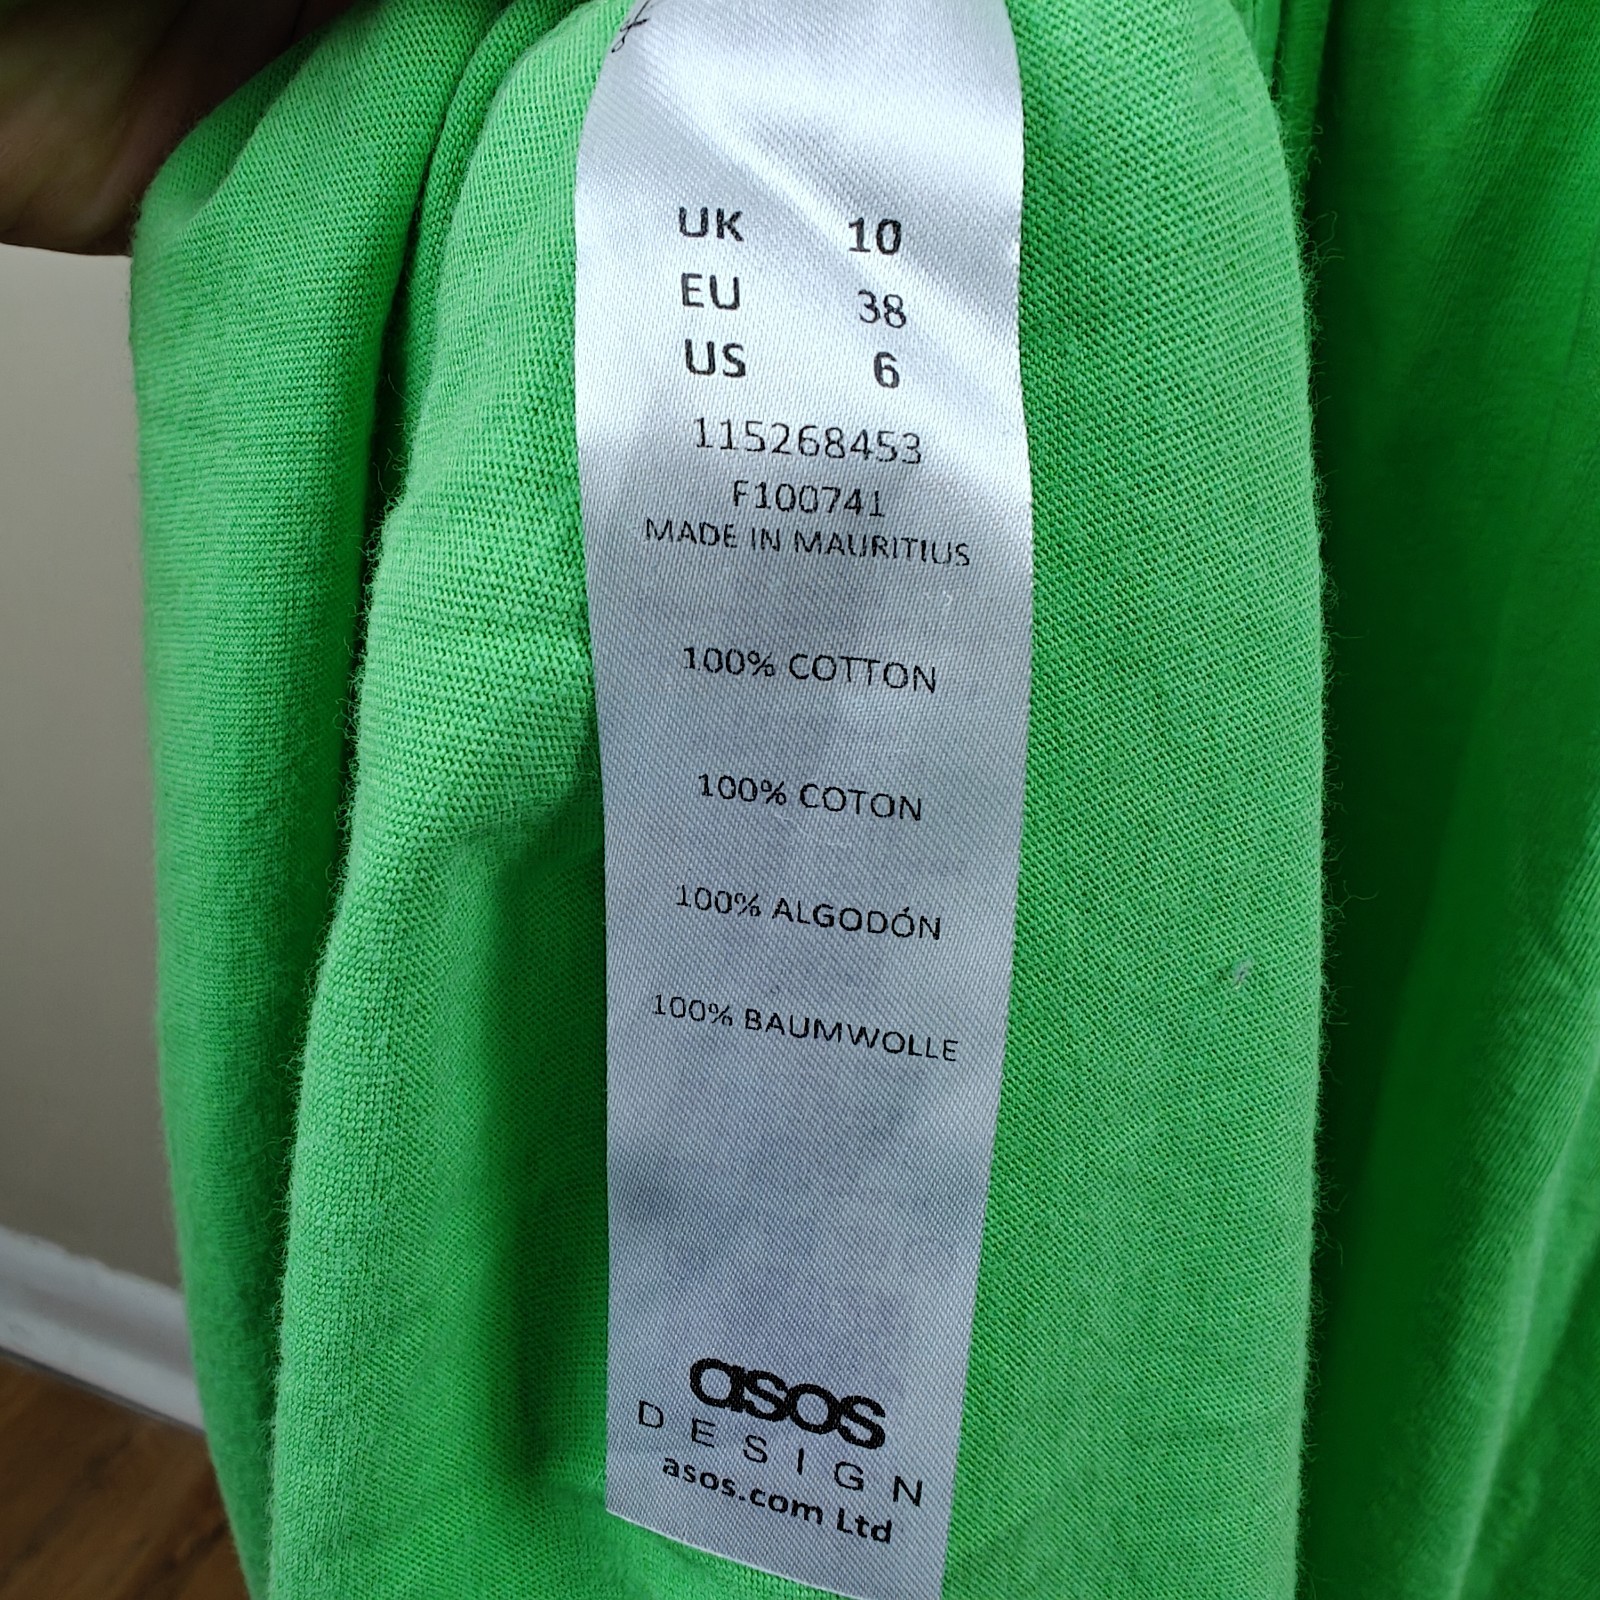 UK 10
EU 38
US 6
115268453
F100741
MADE IN MAURITIUS
100% COTTON
100% COTON
100% ALGODÓN
100% BAUMWOLLE
asos
DESIGN
asos.com Ltd